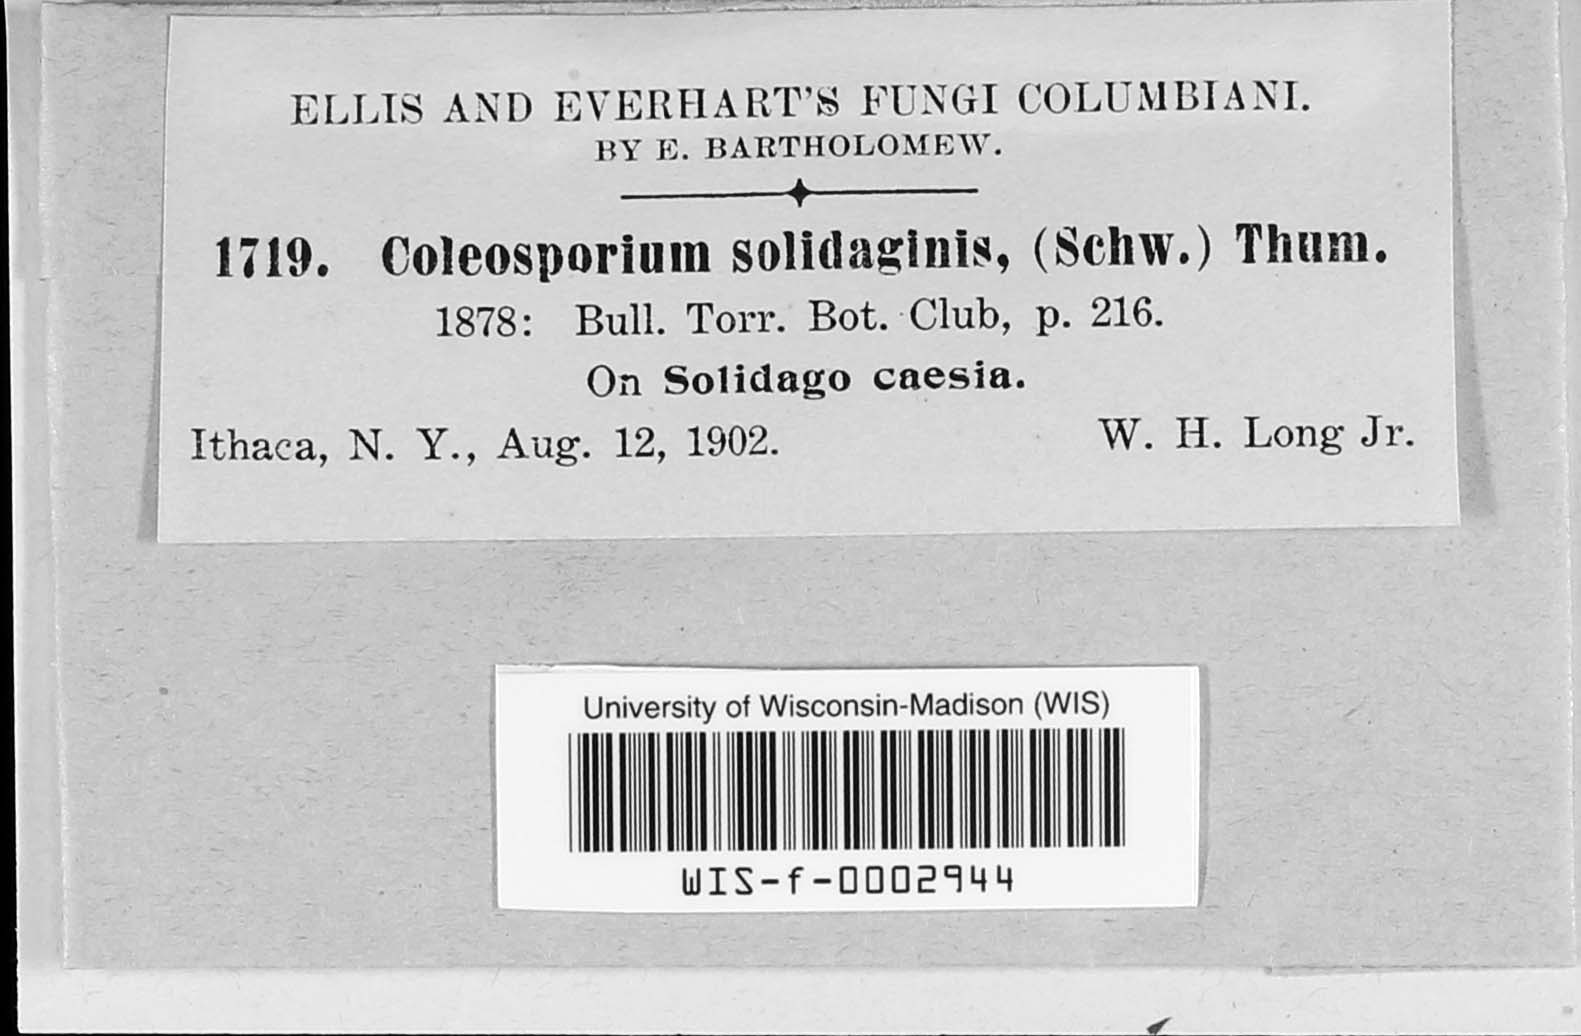 ELLIS AND EVERHART'S FUNGI COLUMBIANI.
BY E. BARTHOLOMEW.
1719. Coleosporium solidaginis, (Schw.) Thum.
1878: Bull. Torr. Bot. Club, p. 216.
On Solidago caesia.
Ithaca, N. Y., Aug. 12, 1902. W. H. Long Jr.
University of Wisconsin-Madison (WIS)
WIS-f-0002944